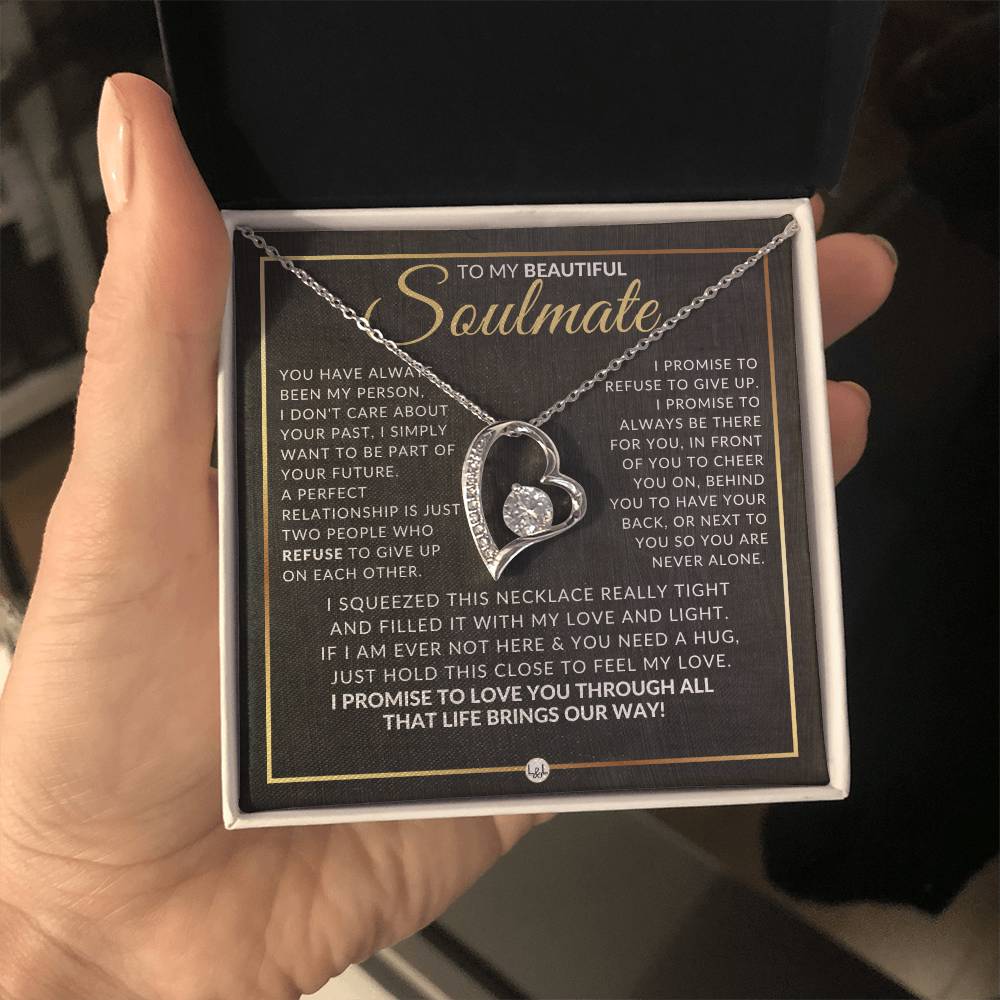 TO MY BEAUTIFUL
Soulmate
YOU HAVE ALWAYS
BEEN MY PERSON,
I DON'T CARE ABOUT
YOUR PAST, I SIMPLY
WANT TO BE PART OF
YOUR FUTURE.
A PERFECT
RELATIONSHIP IS JUST
TWO PEOPLE WHO
REFUSE TO GIVE UP
ON EACH OTHER.
I PROMISE TO
REFUSE TO GIVE UP.
I PROMISE TO
ALWAYS BE THERE
FOR YOU, IN FRONT
OF YOU TO CHEER
YOU ON, BEHIND
YOU TO HAVE YOUR
BACK, OR NEXT TO
YOU SO YOU ARE
NEVER ALONE.
I SQUEEZED THIS NECKLACE REALLY TIGHT
AND FILLED IT WITH MY LOVE AND LIGHT.
IF I AM EVER NOT HERE & YOU NEED A HUG,
JUST HOLD THIS CLOSE TO FEEL MY LOVE.
I PROMISE TO LOVE YOU THROUGH ALL
THAT LIFE BRINGS OUR WAY!
L&L